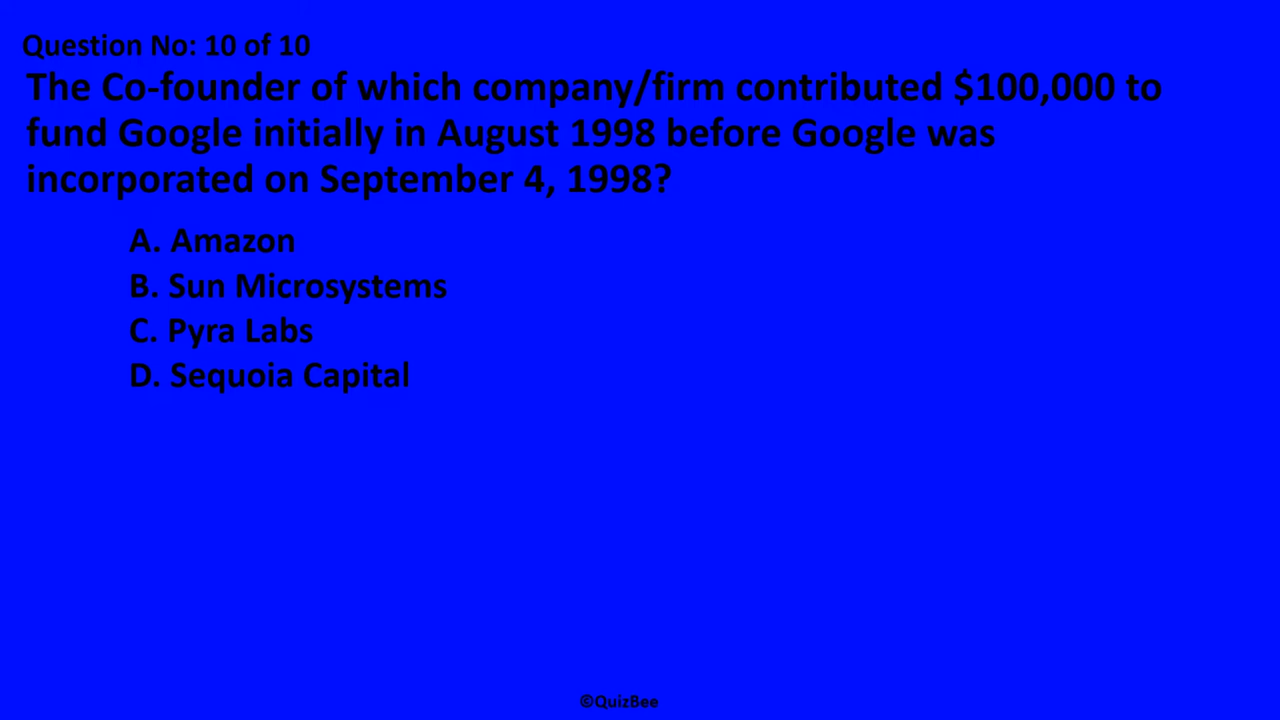 Question No: 10 of 10
The Co-founder of which company/firm contributed $100,000 to
fund Google initially in August 1998 before Google was
incorporated on September 4, 1998?
A. Amazon
B. Sun Microsystems
C. Pyra Labs
D. Sequoia Capital
©QuizBee